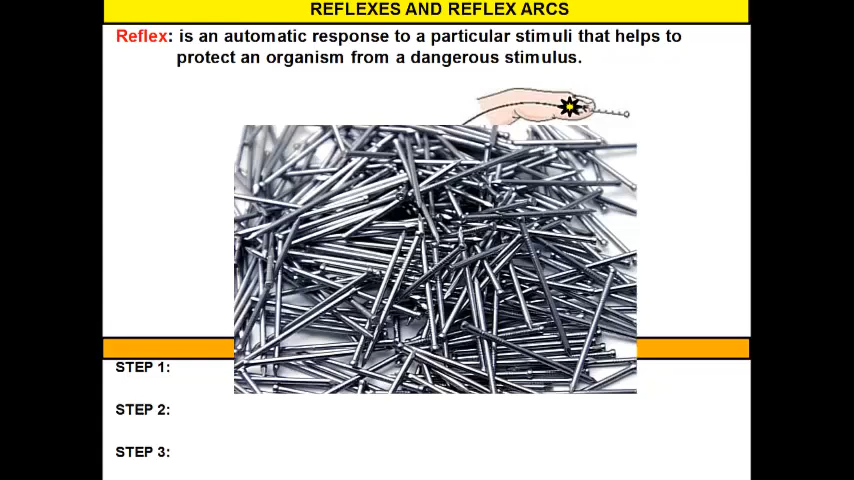 REFLEXES AND REFLEX ARCS
Reflex: is an automatic response to a particular stimuli that helps to
protect an organism from a dangerous stimulus.
STEP 1:
STEP 2:
STEP 3: